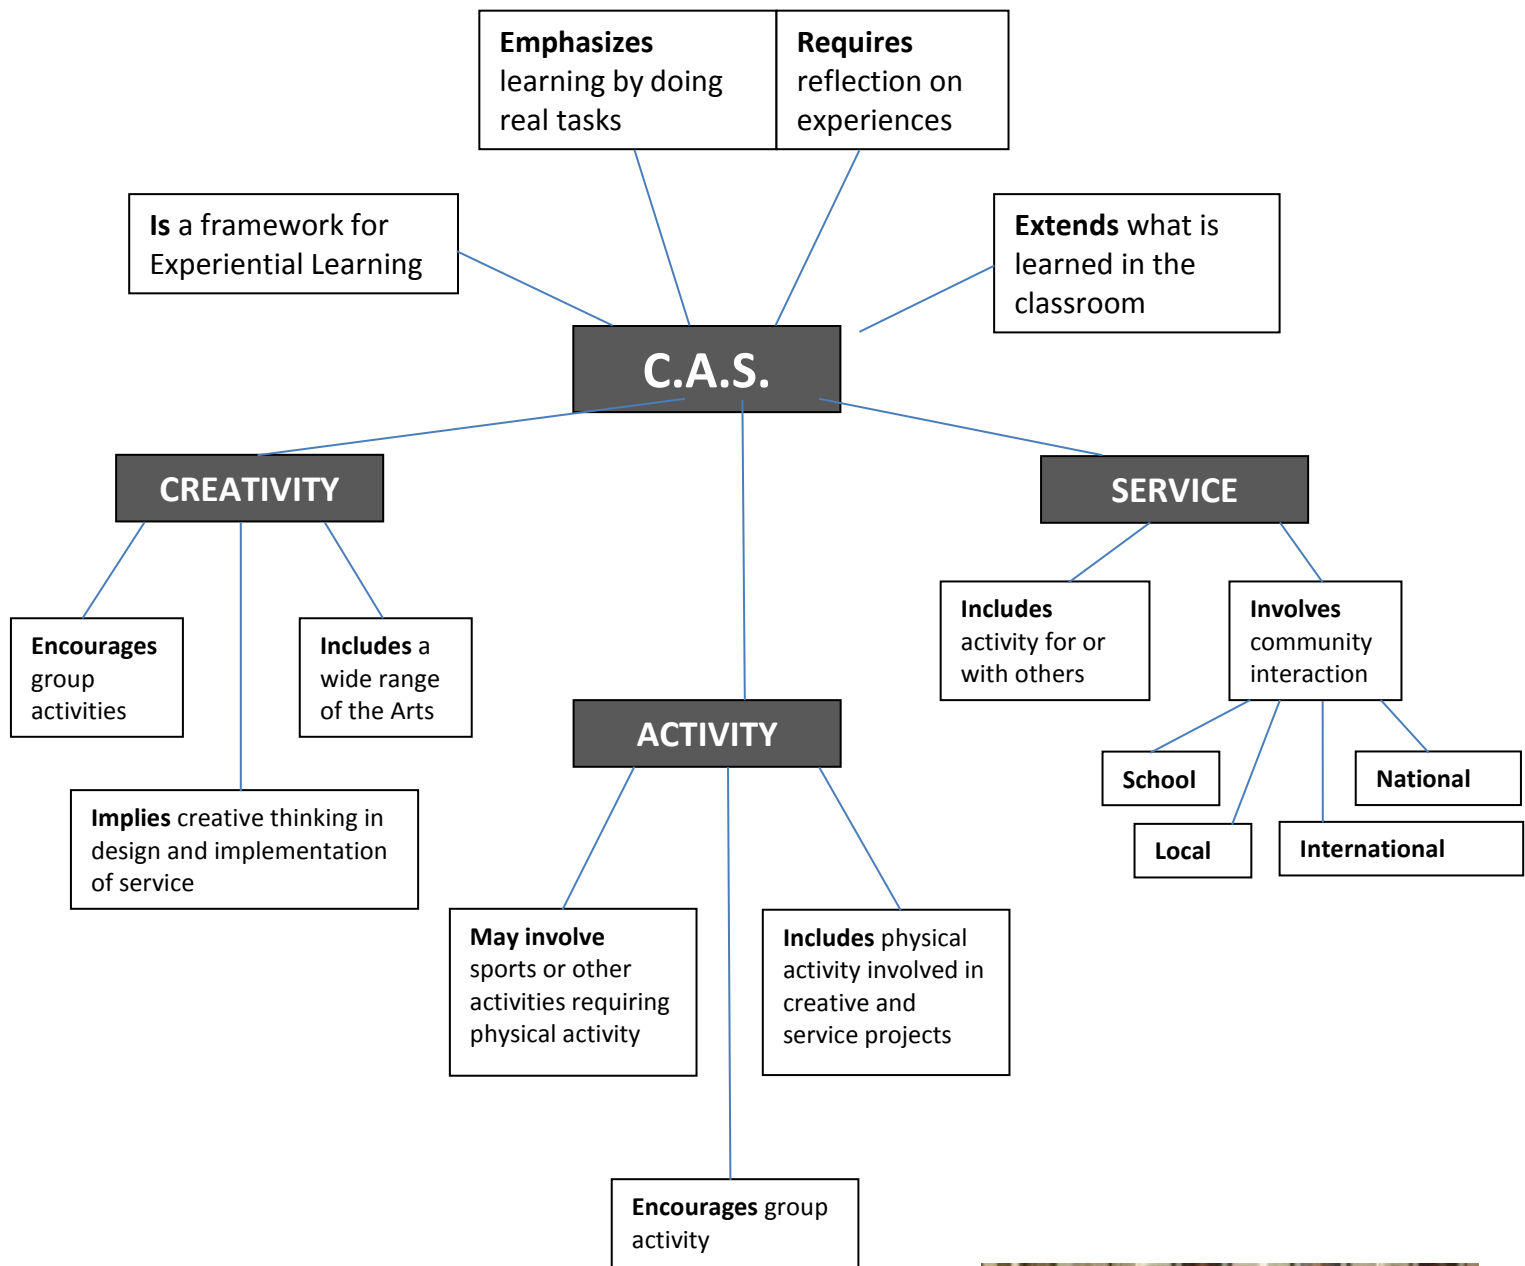 Emphasizes
learning by doing
real tasks
Requires
reflection on
experiences
Is a framework for
Experiential Learning
Extends what is
learned in the
classroom
C.A.S.
CREATIVITY
SERVICE
Encourages
group
activities
Includes a
wide range
of the Arts
Includes
activity for or
with others
Involves
community
interaction
ACTIVITY
School
National
Implies creative thinking in
design and implementation
of service
Local
International
May involve
sports or other
activities requiring
physical activity
Includes physical
activity involved in
creative and
service projects
Encourages group
activity